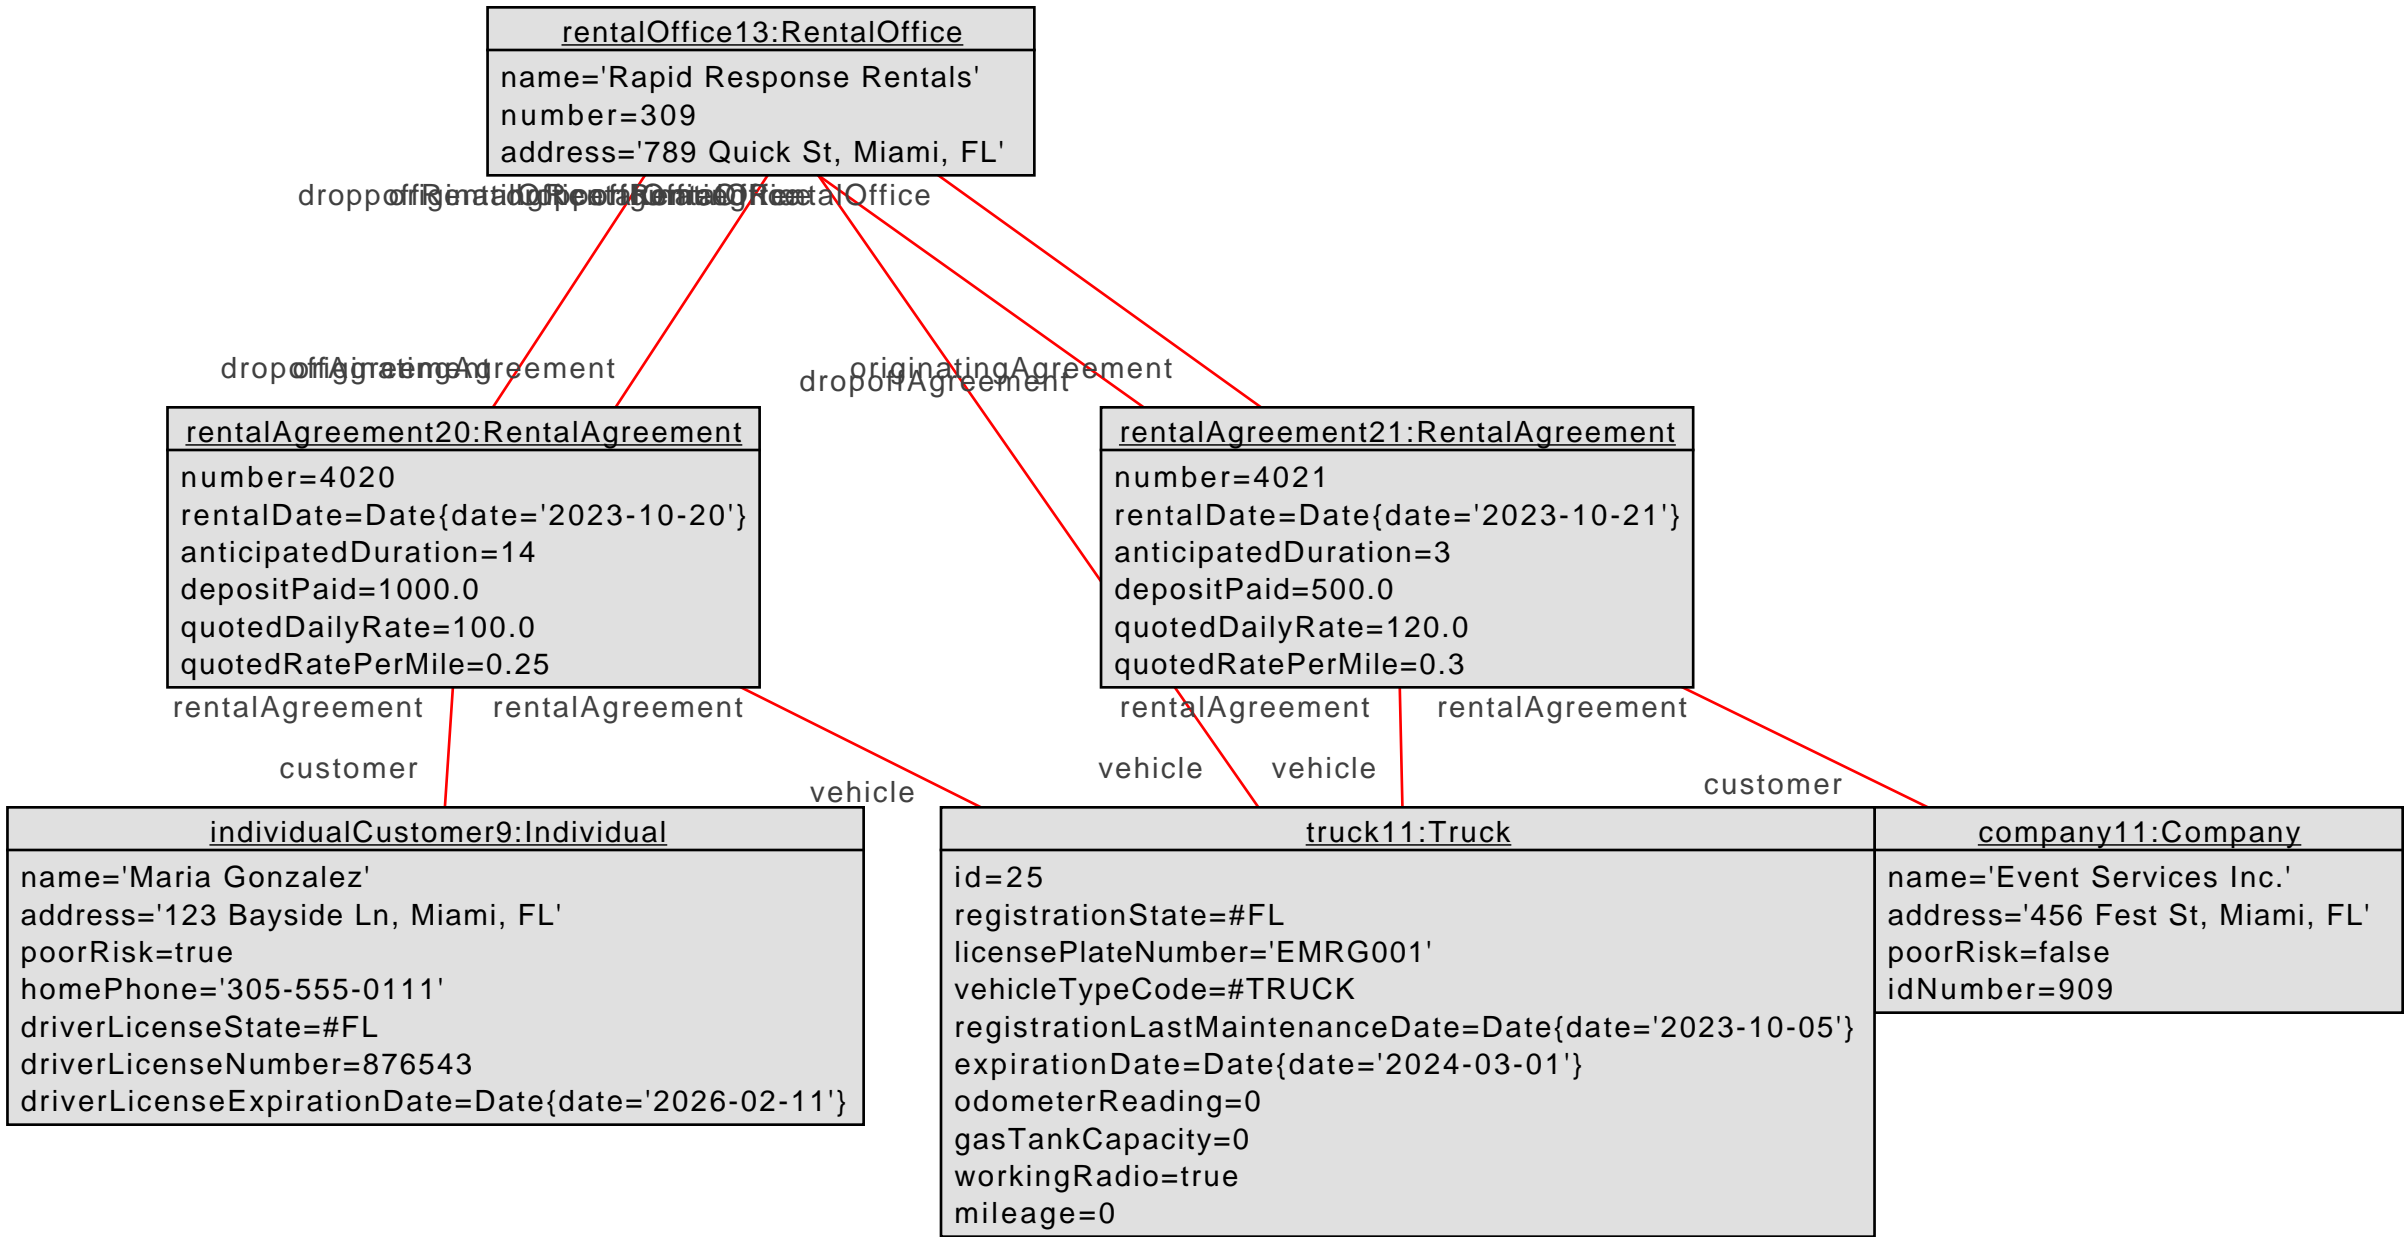 rentalOffice13:RentalOffice
name='Rapid Response Rentals'
number=309
address='789 Quick St, Miami, FL'
originatingAgreement
dropoffAgreement
rentalAgreement20:RentalAgreement
number=4020
rentalDate=Date{date='2023-10-20'}
anticipatedDuration=14
depositPaid=1000.0
quotedDailyRate=100.0
quotedRatePerMile=0.25
rentalAgreement21:RentalAgreement
number=4021
rentalDate=Date{date='2023-10-21'}
anticipatedDuration=3
depositPaid=500.0
quotedDailyRate=120.0
quotedRatePerMile=0.3
rentalAgreement
rentalAgreement
rentalAgreement
rentalAgreement
customer
vehicle
vehicle
vehicle
customer
individualCustomer9:Individual
name='Maria Gonzalez'
address='123 Bayside Ln, Miami, FL'
poorRisk=true
homePhone='305-555-0111'
driverLicenseState=#FL
driverLicenseNumber=876543
driverLicenseExpirationDate=Date{date='2026-02-11'}
truck11:Truck
id=25
registrationState=#FL
licensePlateNumber='EMRG001'
vehicleTypeCode=#TRUCK
registrationLastMaintenanceDate=Date{date='2023-10-05'}
expirationDate=Date{date='2024-03-01'}
odometerReading=0
gasTankCapacity=0
workingRadio=true
mileage=0
company11:Company
name='Event Services Inc.'
address='456 Fest St, Miami, FL'
poorRisk=false
idNumber=909